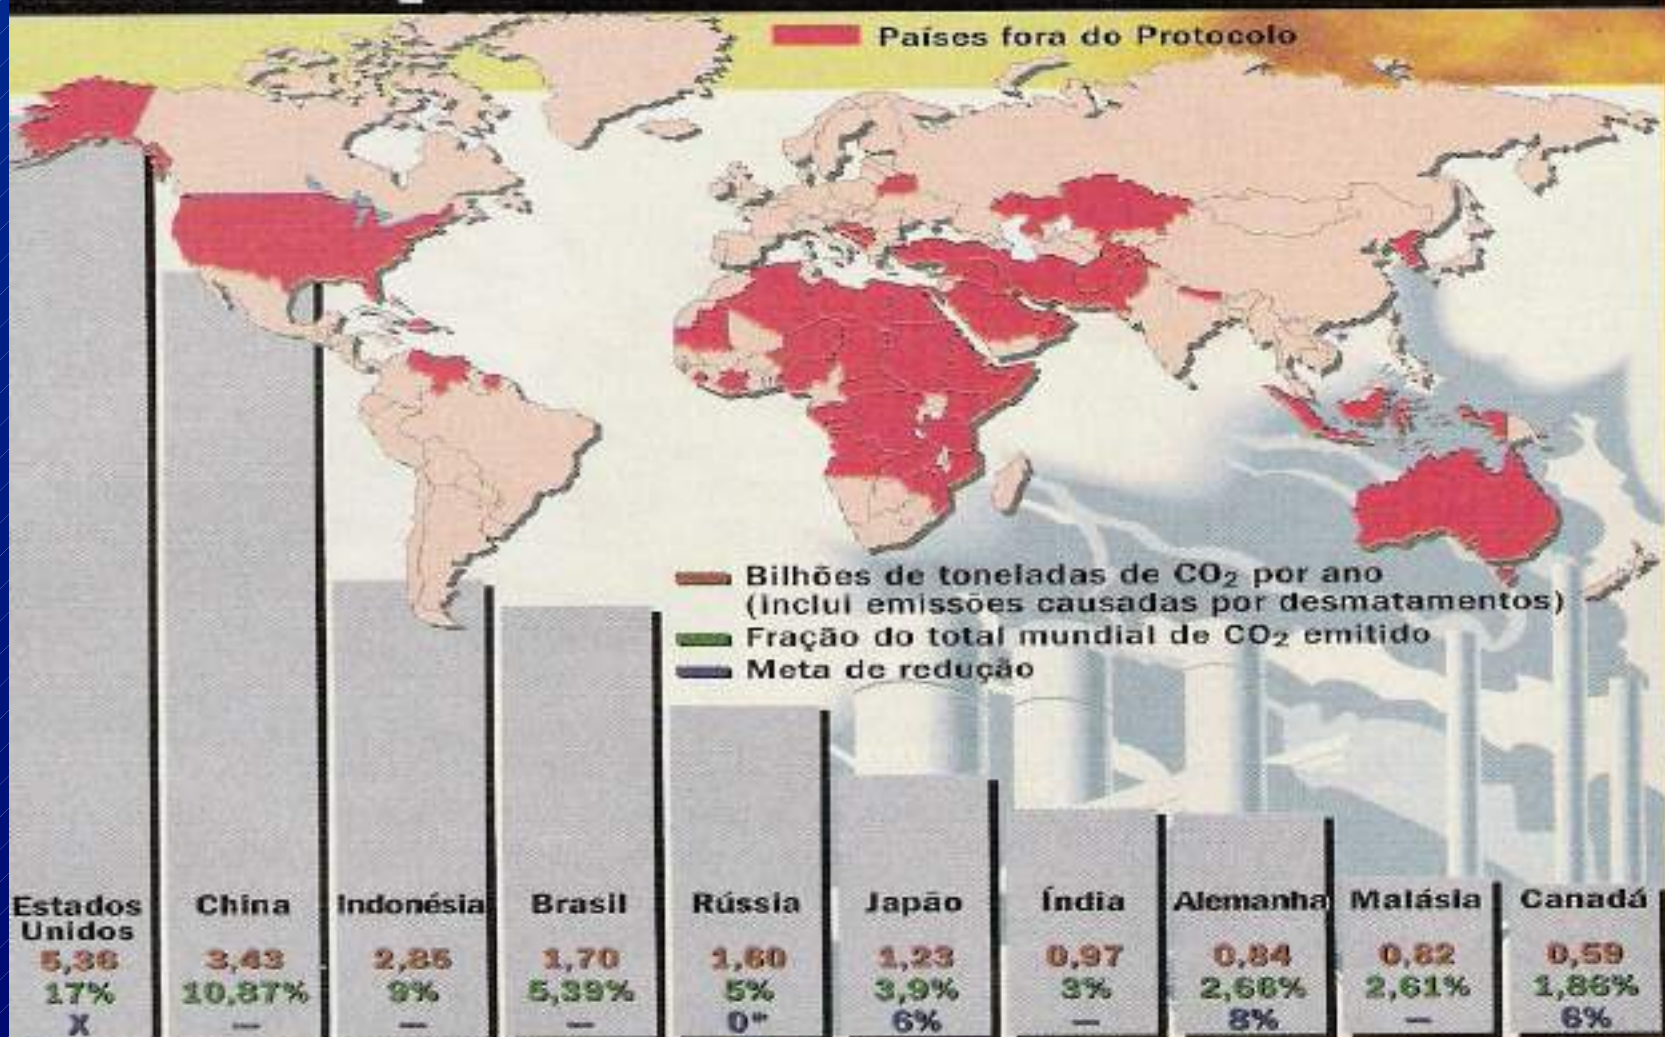 Países fora do Protocolo
Bilhões de toneladas de CO₂ por ano
(inclui emissões causadas por desmatamentos)
Fração do total mundial de CO₂ emitido
Meta de redução
Estados Unidos
5,36
17%
X
China
3,43
10,87%
—
Indonésia
2,85
9%
—
Brasil
1,70
5,39%
—
Rússia
1,60
5%
0*
Japão
1,23
3,9%
6%
Índia
0,97
3%
—
Alemanha
0,84
2,66%
8%
Malásia
0,82
2,61%
—
Canadá
0,59
1,86%
6%